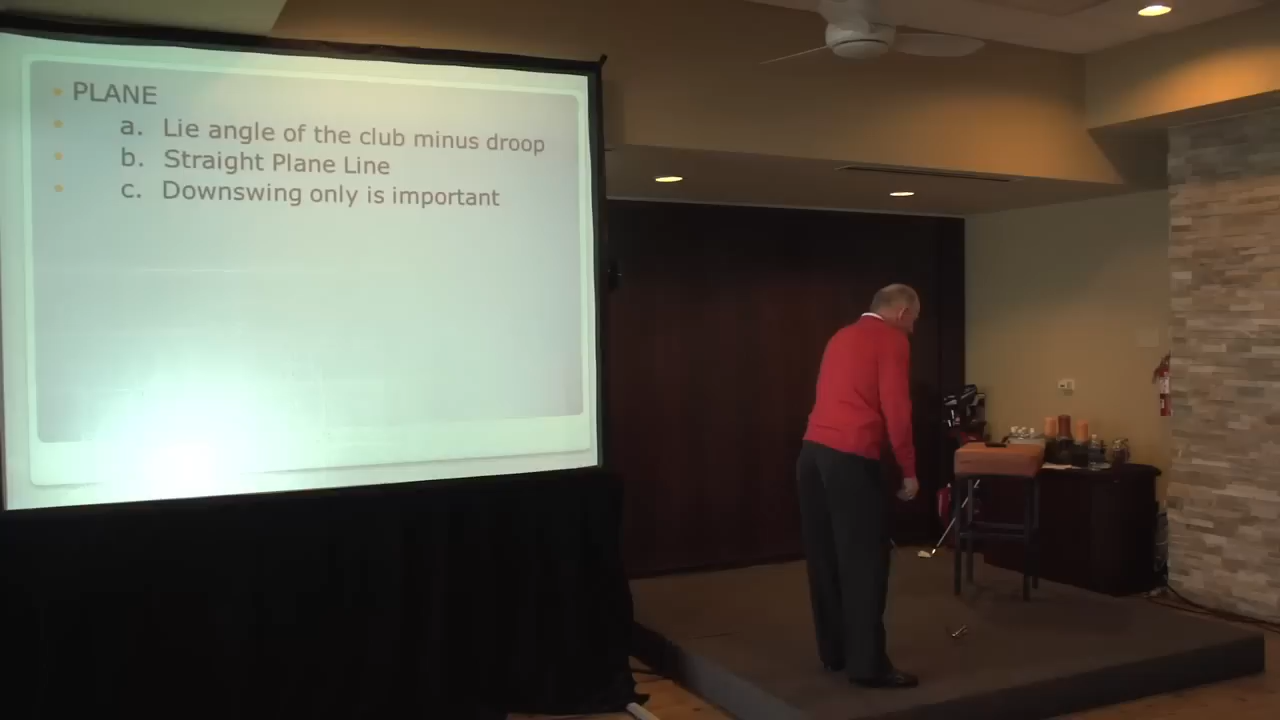 • PLANE
• a. Lie angle of the club minus droop
• b. Straight Plane Line
• c. Downswing only is important